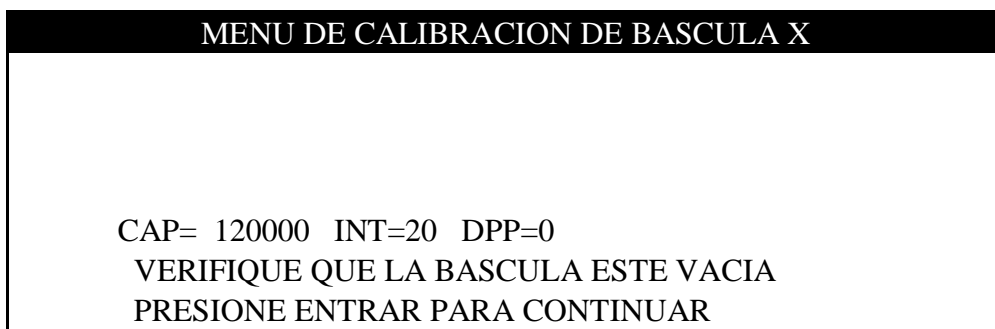 MENU DE CALIBRACION DE BASCULA X
CAP= 120000 INT=20 DPP=0
VERIFIQUE QUE LA BASCULA ESTE VACIA
PRESIONE ENTRAR PARA CONTINUAR